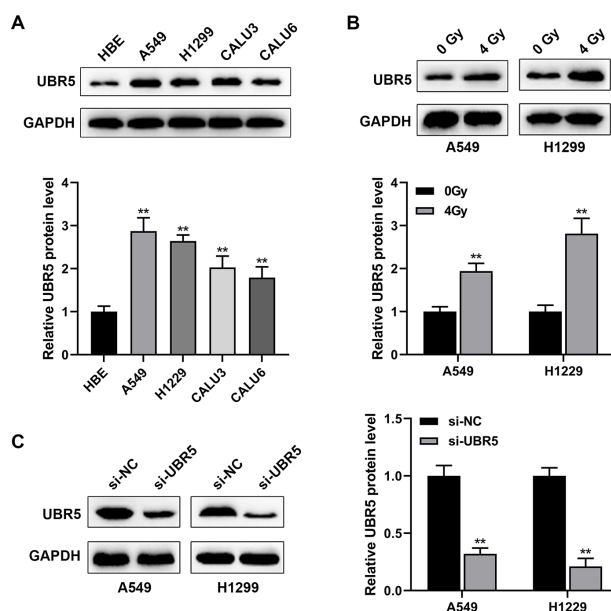 A
HBE A549 H1299 CALU3 CALU6
UBR5
GAPDH
Relative UBR5 protein level
4
3
2
1
0
** ** ** **
HBE A549 H1229 CALU3 CALU6
B
0 Gy 4 Gy 0 Gy 4 Gy
UBR5
GAPDH
A549 H1299
Relative UBR5 protein level
4
3
2
1
0
0Gy
4Gy
** **
A549 H1229
C
si-NC si-UBR5 si-NC si-UBR5
UBR5
GAPDH
A549 H1299
Relative UBR5 protein level
1.5
1.0
0.5
0.0
si-NC
si-UBR5
** **
A549 H1229